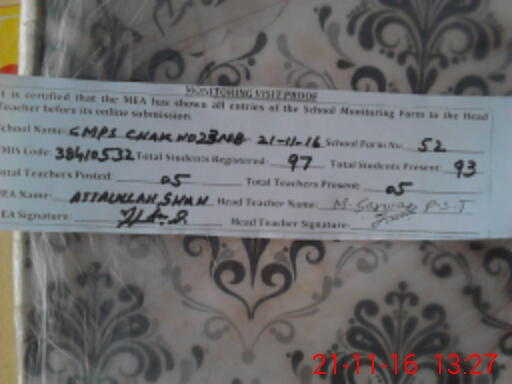 MONITORING VISIT PROOF
It is certified that the MEA has shown all entries of the School Monitoring Form to the Head
Teacher before its online submission.
School Name: GMPS CHAK NO 23NB 21-11-16 School Form No: 52
EMIS Code: 38410532 Total Students Registered: 97 Total Students Present: 93
Total Teachers Posted: 05 Total Teachers Present: 05
MEA Name: ATTAULLAH SHAH Head Teacher Name: M. Sarwar P.S.T
MEA Signature: Head Teacher Signature:
21-11-16 13:27